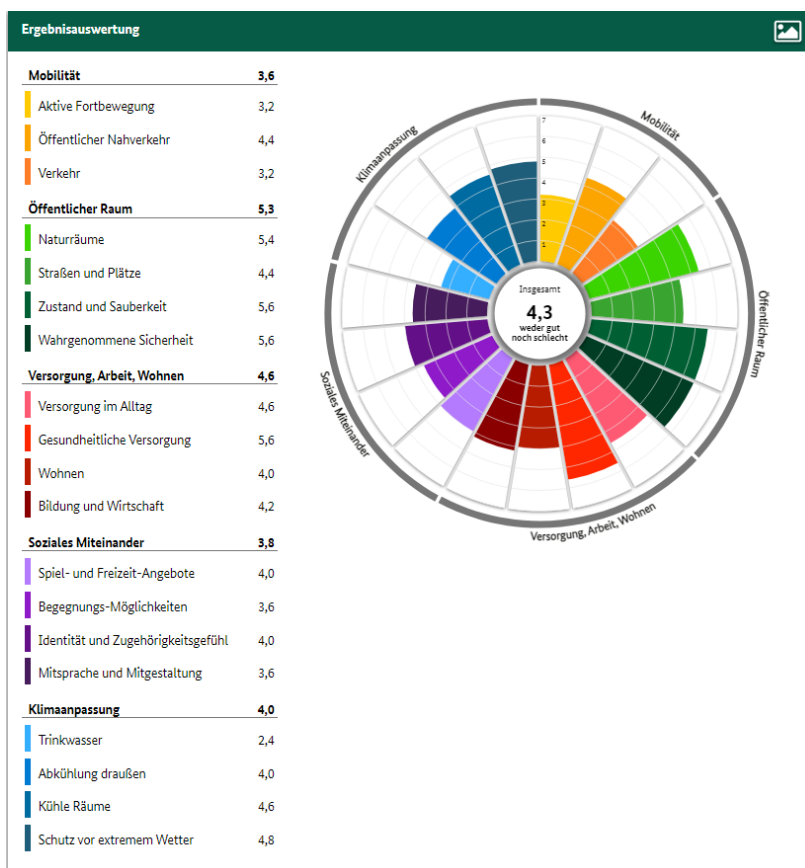 Ergebnisauswertung
Mobilität 3,6
Aktive Fortbewegung 3,2
Öffentlicher Nahverkehr 4,4
Verkehr 3,2
Öffentlicher Raum 5,3
Naturräume 5,4
Straßen und Plätze 4,4
Zustand und Sauberkeit 5,6
Wahrgenommene Sicherheit 5,6
Versorgung, Arbeit, Wohnen 4,6
Versorgung im Alltag 4,6
Gesundheitliche Versorgung 5,6
Wohnen 4,0
Bildung und Wirtschaft 4,2
Soziales Miteinander 3,8
Spiel- und Freizeit-Angebote 4,0
Begegnungs-Möglichkeiten 3,6
Identität und Zugehörigkeitsgefühl 4,0
Mitsprache und Mitgestaltung 3,6
Klimaanpassung 4,0
Trinkwasser 2,4
Abkühlung draußen 4,0
Kühle Räume 4,6
Schutz vor extremem Wetter 4,8
Klimaanpassung
Mobilität
Öffentlicher Raum
Versorgung, Arbeit, Wohnen
Soziales Miteinander
7
6
5
4
3
2
1
Insgesamt
4,3
weder gut
noch schlecht